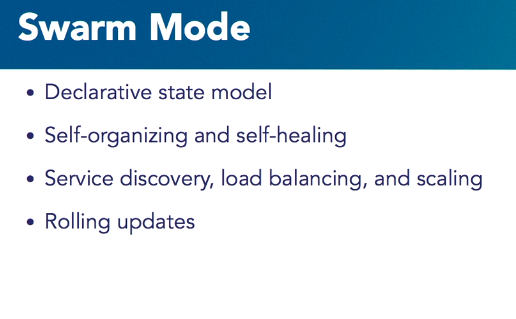 Swarm Mode
• Declarative state model
• Self-organizing and self-healing
• Service discovery, load balancing, and scaling
• Rolling updates